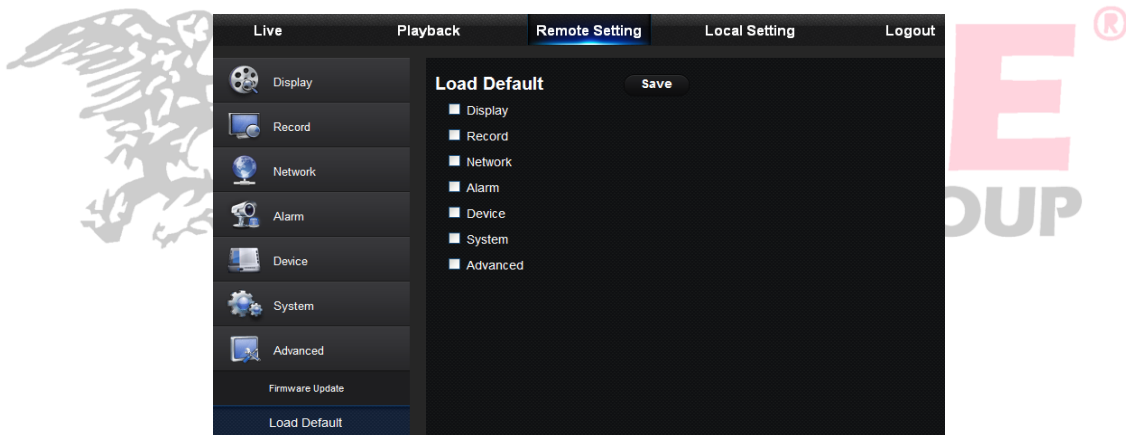 Live Playback Remote Setting Local Setting Logout
®
Display
Record
Network
Alarm
Device
System
Advanced
Firmware Update
Load Default
Load Default Save
Display
Record
Network
Alarm
Device
System
Advanced
E
OUP